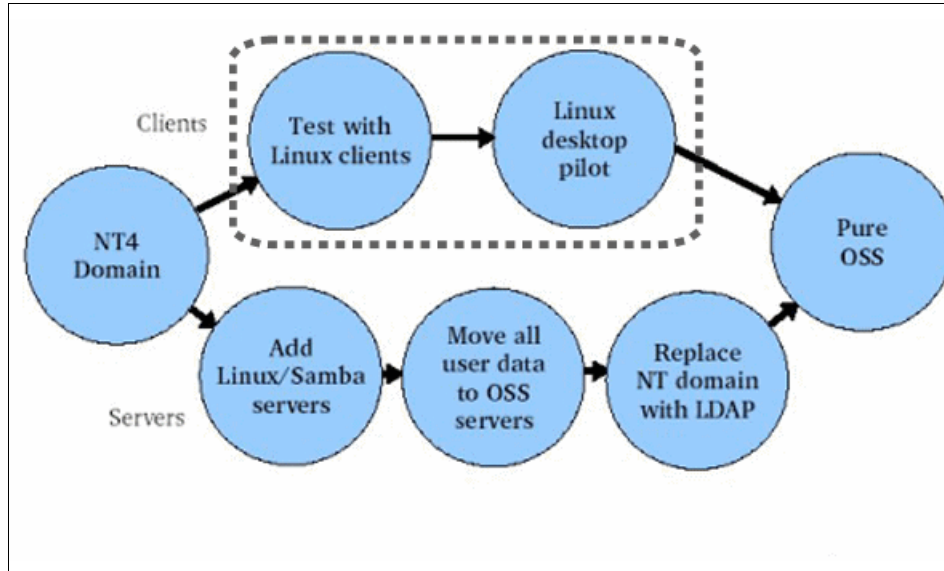 Clients
Test with
Linux clients
Linux
desktop
pilot
NT4
Domain
Pure
OSS
Servers
Add
Linux/Samba
servers
Move all
user data
to OSS
servers
Replace
NT domain
with LDAP